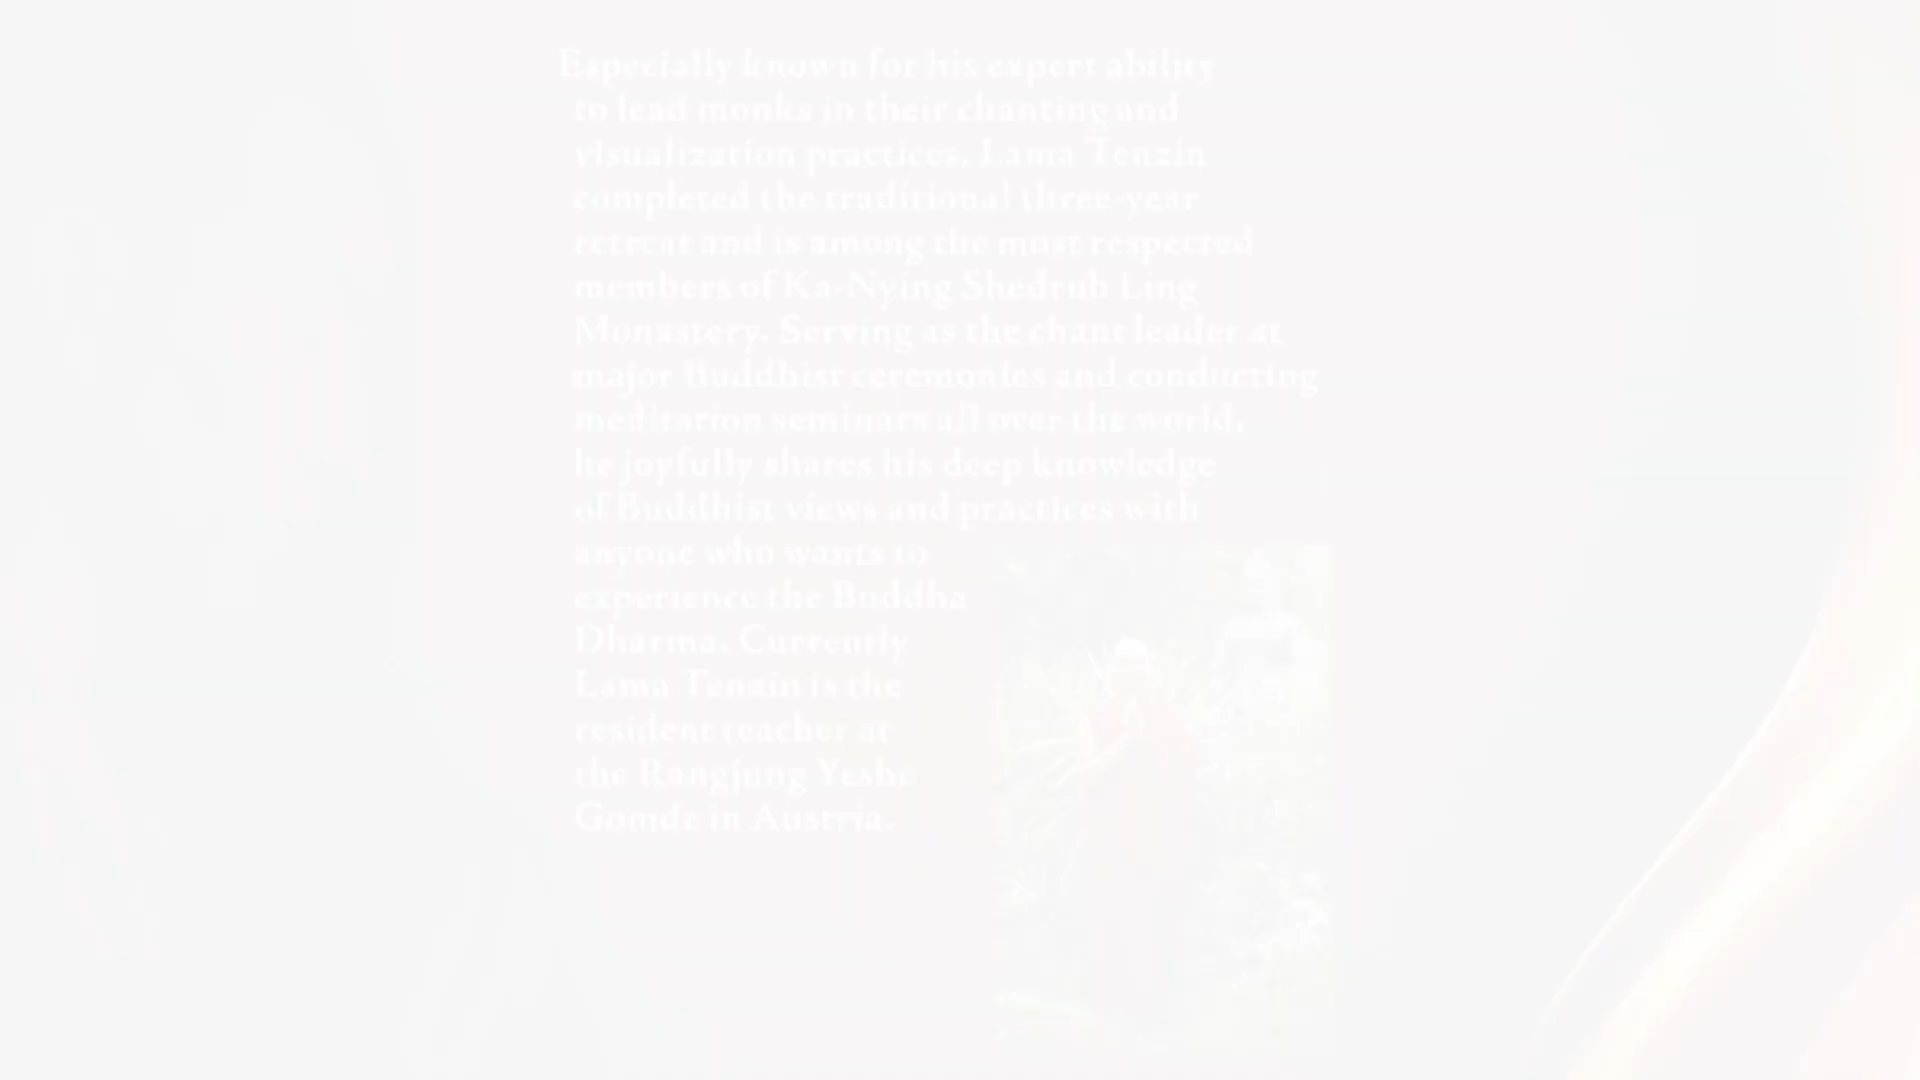 Especially known for his expert ability
to lead monks in their chanting and
visualization practices, Lama Tenzin
completed the traditional three-year
retreat and is among the most respected
members of Ka-Nying Shedrub Ling
Monastery. Serving as the chant leader at
major Buddhist ceremonies and conducting
meditation seminars all over the world,
he joyfully shares his deep knowledge
of Buddhist views and practices with
anyone who wants to
experience the Buddha
Dharma. Currently
Lama Tenzin is the
resident teacher at
the Rangjung Yeshe
Gomde in Austria.